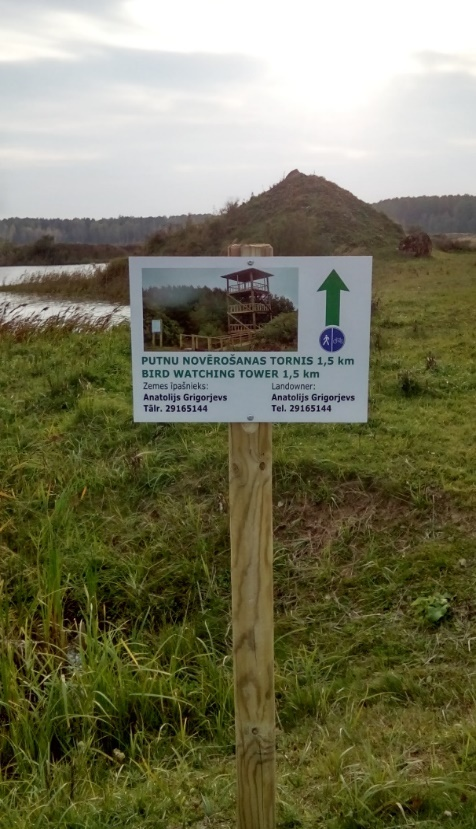 PUTNU NOVĒROŠANAS TORNIS 1,5 km
BIRD WATCHING TOWER 1,5 km
Zemes īpašnieks:
Anatolijs Grigorjevs
Tālr. 29165144
Landowner:
Anatolijs Grigorjevs
Tel. 29165144